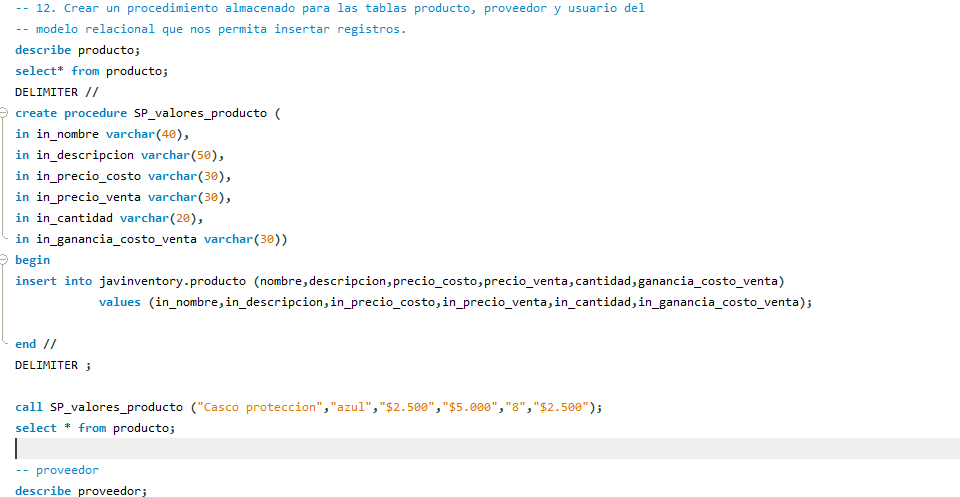 -- 12. Crear un procedimiento almacenado para las tablas producto, proveedor y usuario del
-- modelo relacional que nos permita insertar registros.
describe producto;
select* from producto;
DELIMITER //
create procedure SP_valores_producto (
in in_nombre varchar(40),
in in_descripcion varchar(50),
in in_precio_costo varchar(30),
in in_precio_venta varchar(30),
in in_cantidad varchar(20),
in in_ganancia_costo_venta varchar(30))
begin
insert into javinventory.producto (nombre,descripcion,precio_costo,precio_venta,cantidad,ganancia_costo_venta)
values (in_nombre,in_descripcion,in_precio_costo,in_precio_venta,in_cantidad,in_ganancia_costo_venta);
end //
DELIMITER ;
call SP_valores_producto ("Casco proteccion","azul","$2.500","$5.000","8","$2.500");
select * from producto;
-- proveedor
describe proveedor;